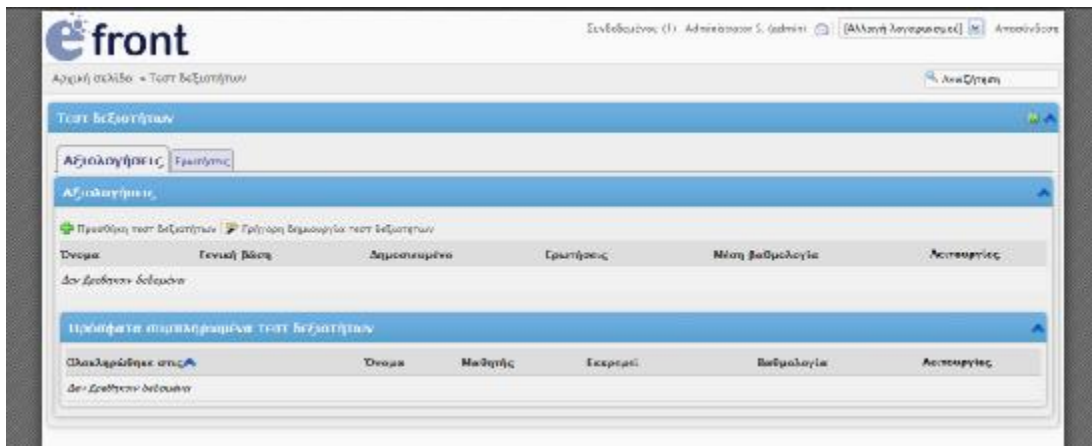 efront
Συνδεδεμένος (1) Administrator S. (admin) [Αλλαγή λογαριασμού] Αποσύνδεση
Αρχική σελίδα » Τεστ δεξιοτήτων
Αναζήτηση
Τεστ δεξιοτήτων
Αξιολογήσεις Ερωτήσεις
Αξιολογήσεις
Προσθήκη τεστ δεξιοτήτων Γρήγορη δημιουργία τεστ δεξιοτήτων
Όνομα Γενική βάση Δημοσιευμένο Ερωτήσεις Μέση βαθμολογία Λειτουργίες
Δεν βρέθηκαν δεδομένα
Πρόσφατα συμπληρωμένα τεστ δεξιοτήτων
Ολοκληρώθηκε στις Όνομα Μαθητής Εκκρεμεί Βαθμολογία Λειτουργίες
Δεν βρέθηκαν δεδομένα